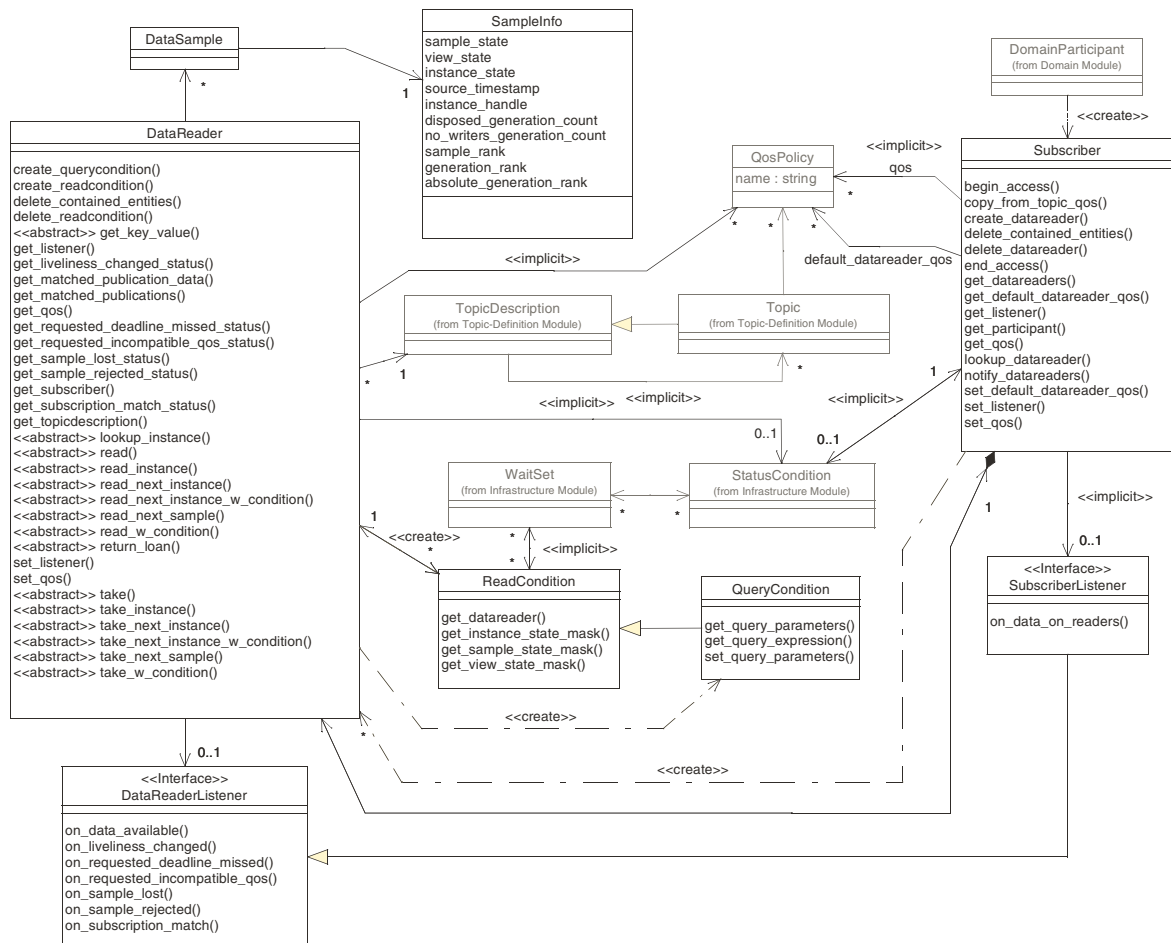 DataSample
*
SampleInfo
sample_state
view_state
instance_state
source_timestamp
instance_handle
disposed_generation_count
no_writers_generation_count
sample_rank
generation_rank
absolute_generation_rank
1
DomainParticipant
(from Domain Module)
<<create>>
DataReader
create_querycondition()
create_readcondition()
delete_contained_entities()
delete_readcondition()
<<abstract>> get_key_value()
get_listener()
get_liveliness_changed_status()
get_matched_publication_data()
get_matched_publications()
get_qos()
get_requested_deadline_missed_status()
get_requested_incompatible_qos_status()
get_sample_lost_status()
get_sample_rejected_status()
get_subscriber()
get_subscription_match_status()
get_topicdescription()
<<abstract>> lookup_instance()
<<abstract>> read()
<<abstract>> read_instance()
<<abstract>> read_next_instance()
<<abstract>> read_next_instance_w_condition()
<<abstract>> read_next_sample()
<<abstract>> read_w_condition()
<<abstract>> return_loan()
set_listener()
set_qos()
<<abstract>> take()
<<abstract>> take_instance()
<<abstract>> take_next_instance()
<<abstract>> take_next_instance_w_condition()
<<abstract>> take_next_sample()
<<abstract>> take_w_condition()
QosPolicy
name : string
<<implicit>>
qos
*
*
*
*
default_datareader_qos
<<implicit>>
Subscriber
begin_access()
copy_from_topic_qos()
create_datareader()
delete_contained_entities()
delete_datareader()
end_access()
get_datareaders()
get_default_datareader_qos()
get_listener()
get_participant()
get_qos()
lookup_datareader()
notify_datareaders()
set_default_datareader_qos()
set_listener()
set_qos()
TopicDescription
(from Topic-Definition Module)
Topic
(from Topic-Definition Module)
*
1
*
1
<<implicit>>
<<implicit>>
<<implicit>>
0..1
0..1
WaitSet
(from Infrastructure Module)
StatusCondition
(from Infrastructure Module)
*
*
1
<<create>>
*
*
*
<<implicit>>
1
<<implicit>>
0..1
ReadCondition
get_datareader()
get_instance_state_mask()
get_sample_state_mask()
get_view_state_mask()
QueryCondition
get_query_parameters()
get_query_expression()
set_query_parameters()
<<Interface>>
SubscriberListener
on_data_on_readers()
<<create>>
*
<<create>>
0..1
<<Interface>>
DataReaderListener
on_data_available()
on_liveliness_changed()
on_requested_deadline_missed()
on_requested_incompatible_qos()
on_sample_lost()
on_sample_rejected()
on_subscription_match()